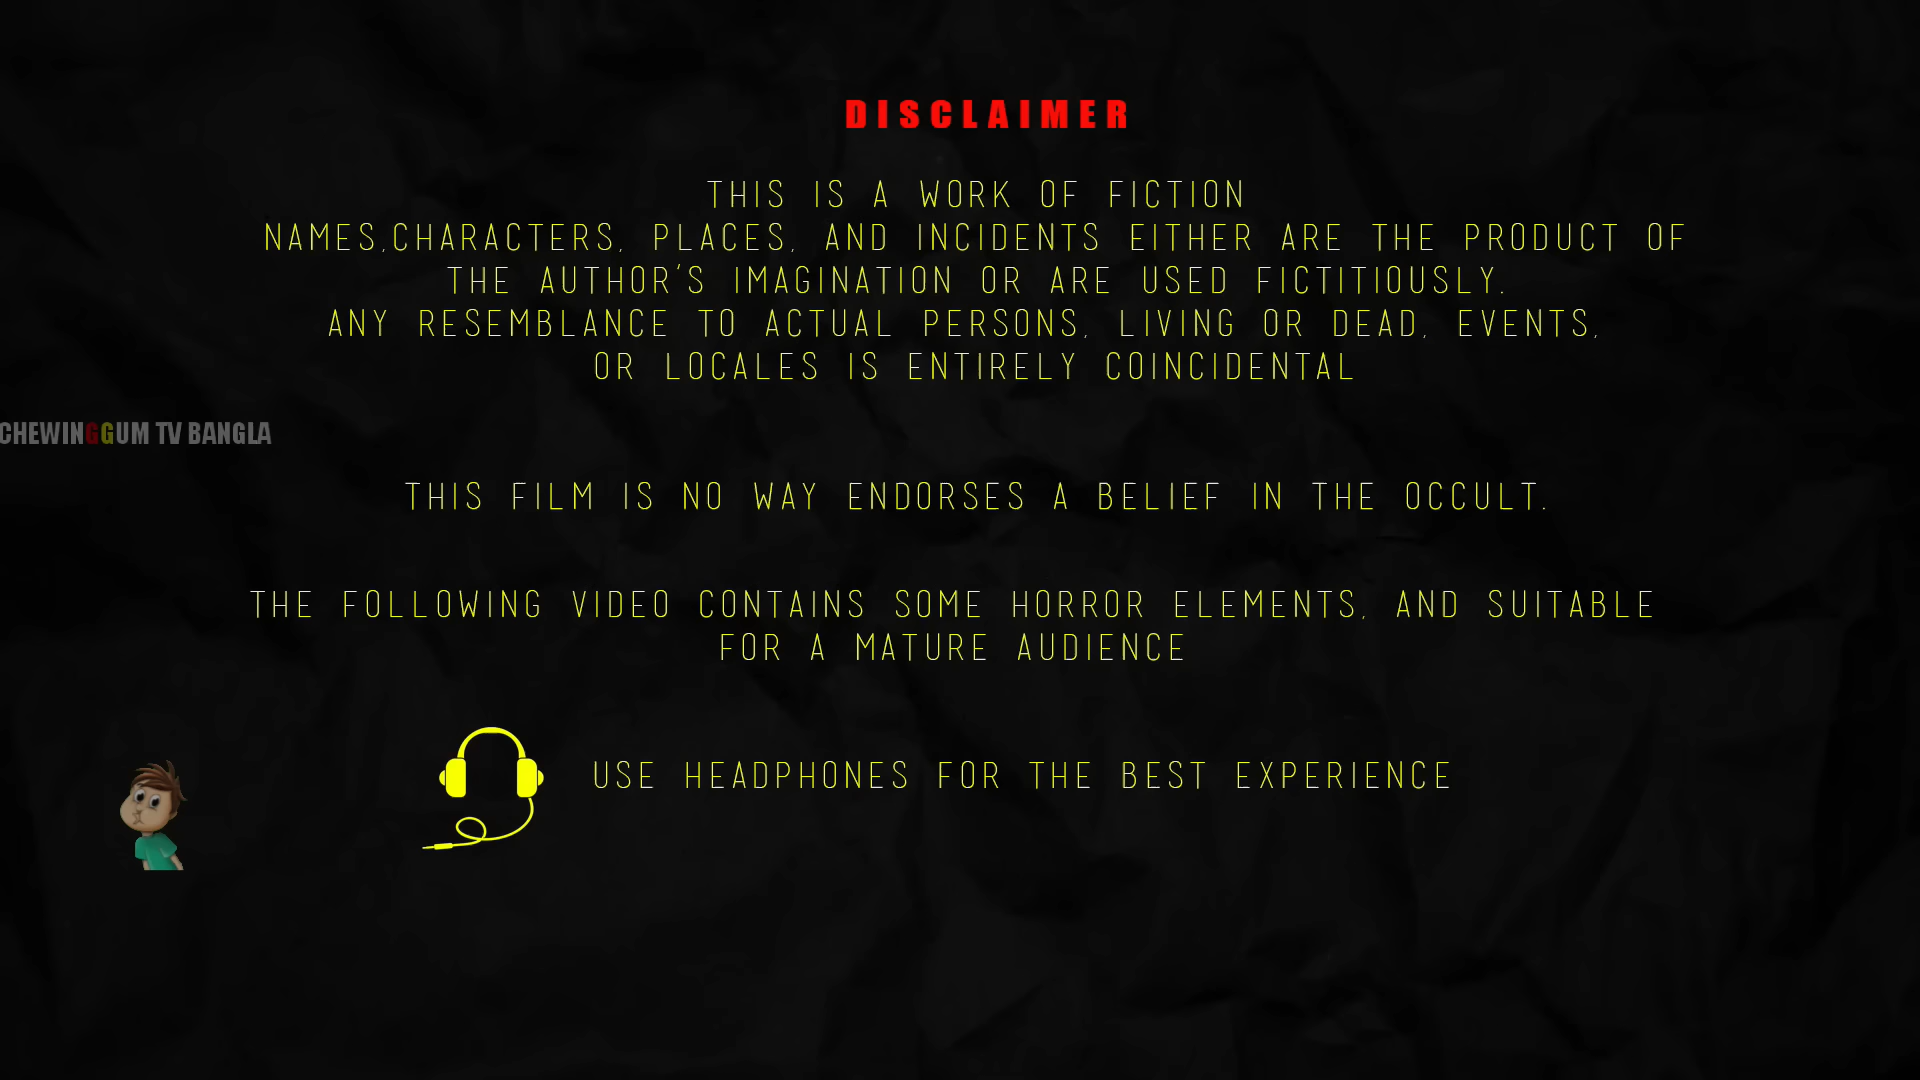 DISCLAIMER
THIS IS A WORK OF FICTION
NAMES,CHARACTERS, PLACES, AND INCIDENTS EITHER ARE THE PRODUCT OF
THE AUTHOR'S IMAGINATION OR ARE USED FICTITIOUSLY.
ANY RESEMBLANCE TO ACTUAL PERSONS, LIVING OR DEAD, EVENTS,
OR LOCALES IS ENTIRELY COINCIDENTAL
CHEWINGGUM TV BANGLA
THIS FILM IS NO WAY ENDORSES A BELIEF IN THE OCCULT.
THE FOLLOWING VIDEO CONTAINS SOME HORROR ELEMENTS, AND SUITABLE
FOR A MATURE AUDIENCE
USE HEADPHONES FOR THE BEST EXPERIENCE